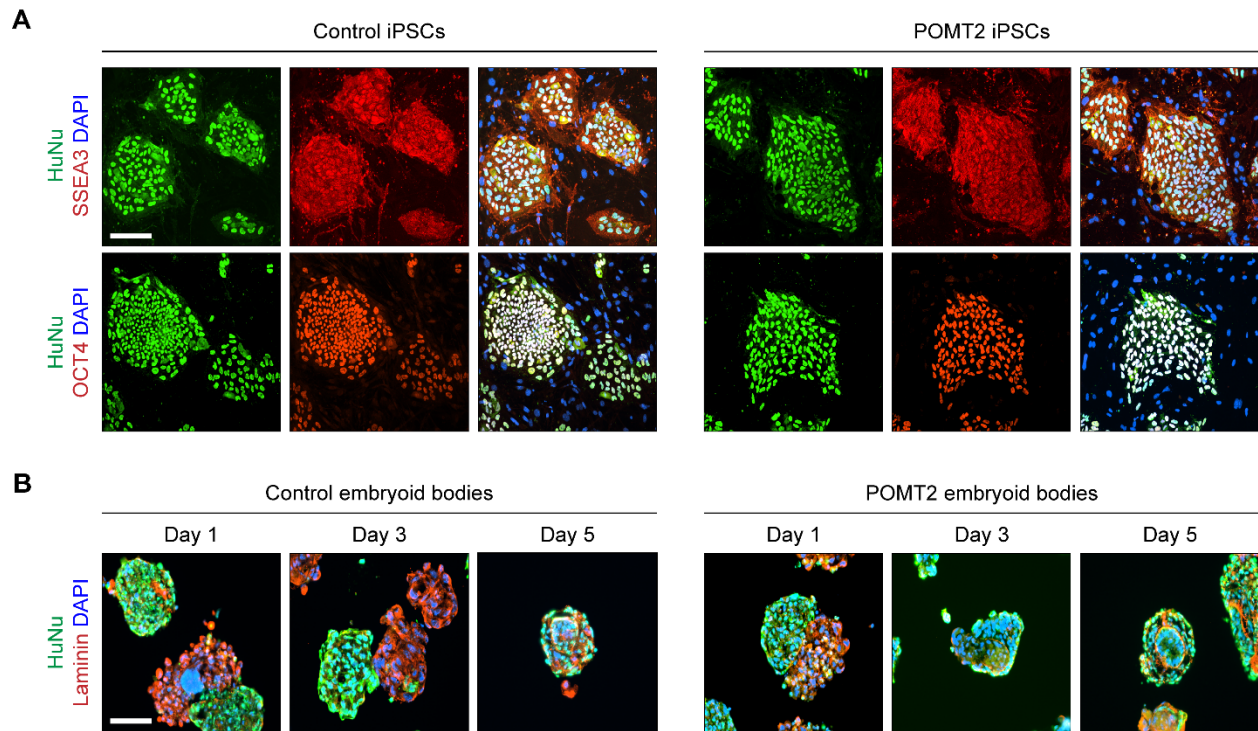 A
Control iPSCs
POMT2 iPSCs
HuNu
SSEA3 DAPI
HuNu
OCT4 DAPI
B
Control embryoid bodies
POMT2 embryoid bodies
Day 1
Day 3
Day 5
Day 1
Day 3
Day 5
HuNu
Laminin DAPI